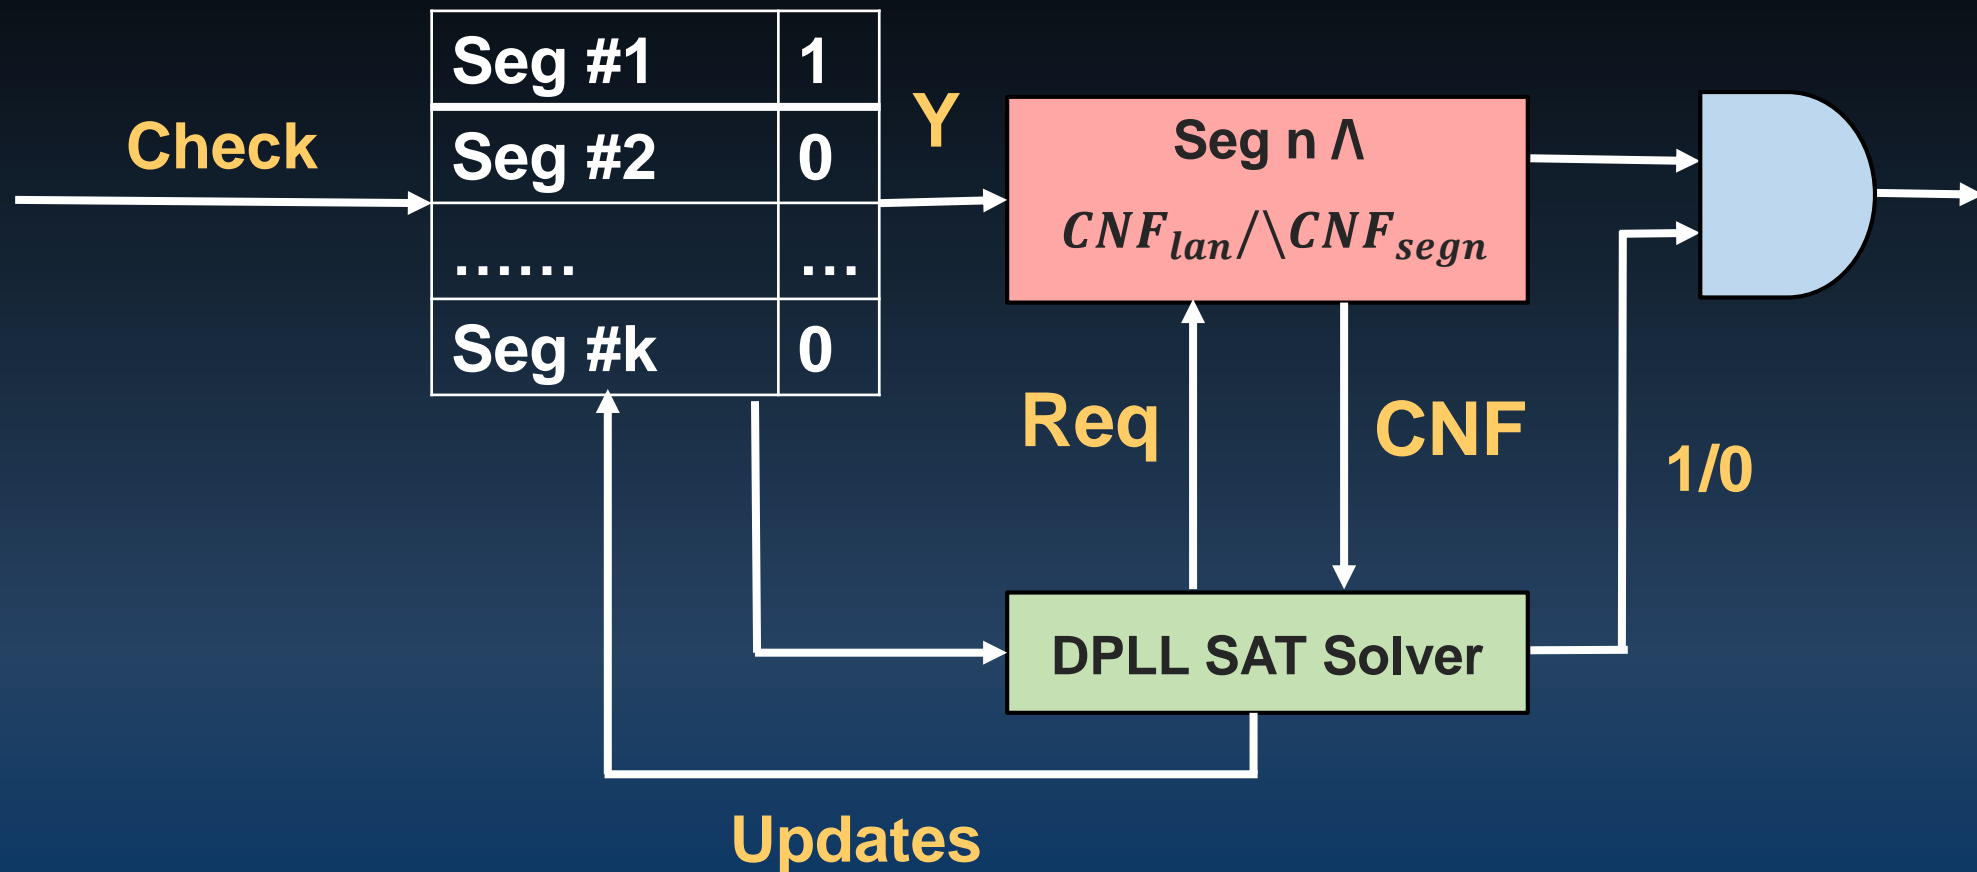 Check
Seg #1 1
Seg #2 0
...... ...
Seg #k 0
Y
Seg n /\
CNF_lan/\CNF_segn
Req
CNF
1/0
DPLL SAT Solver
Updates